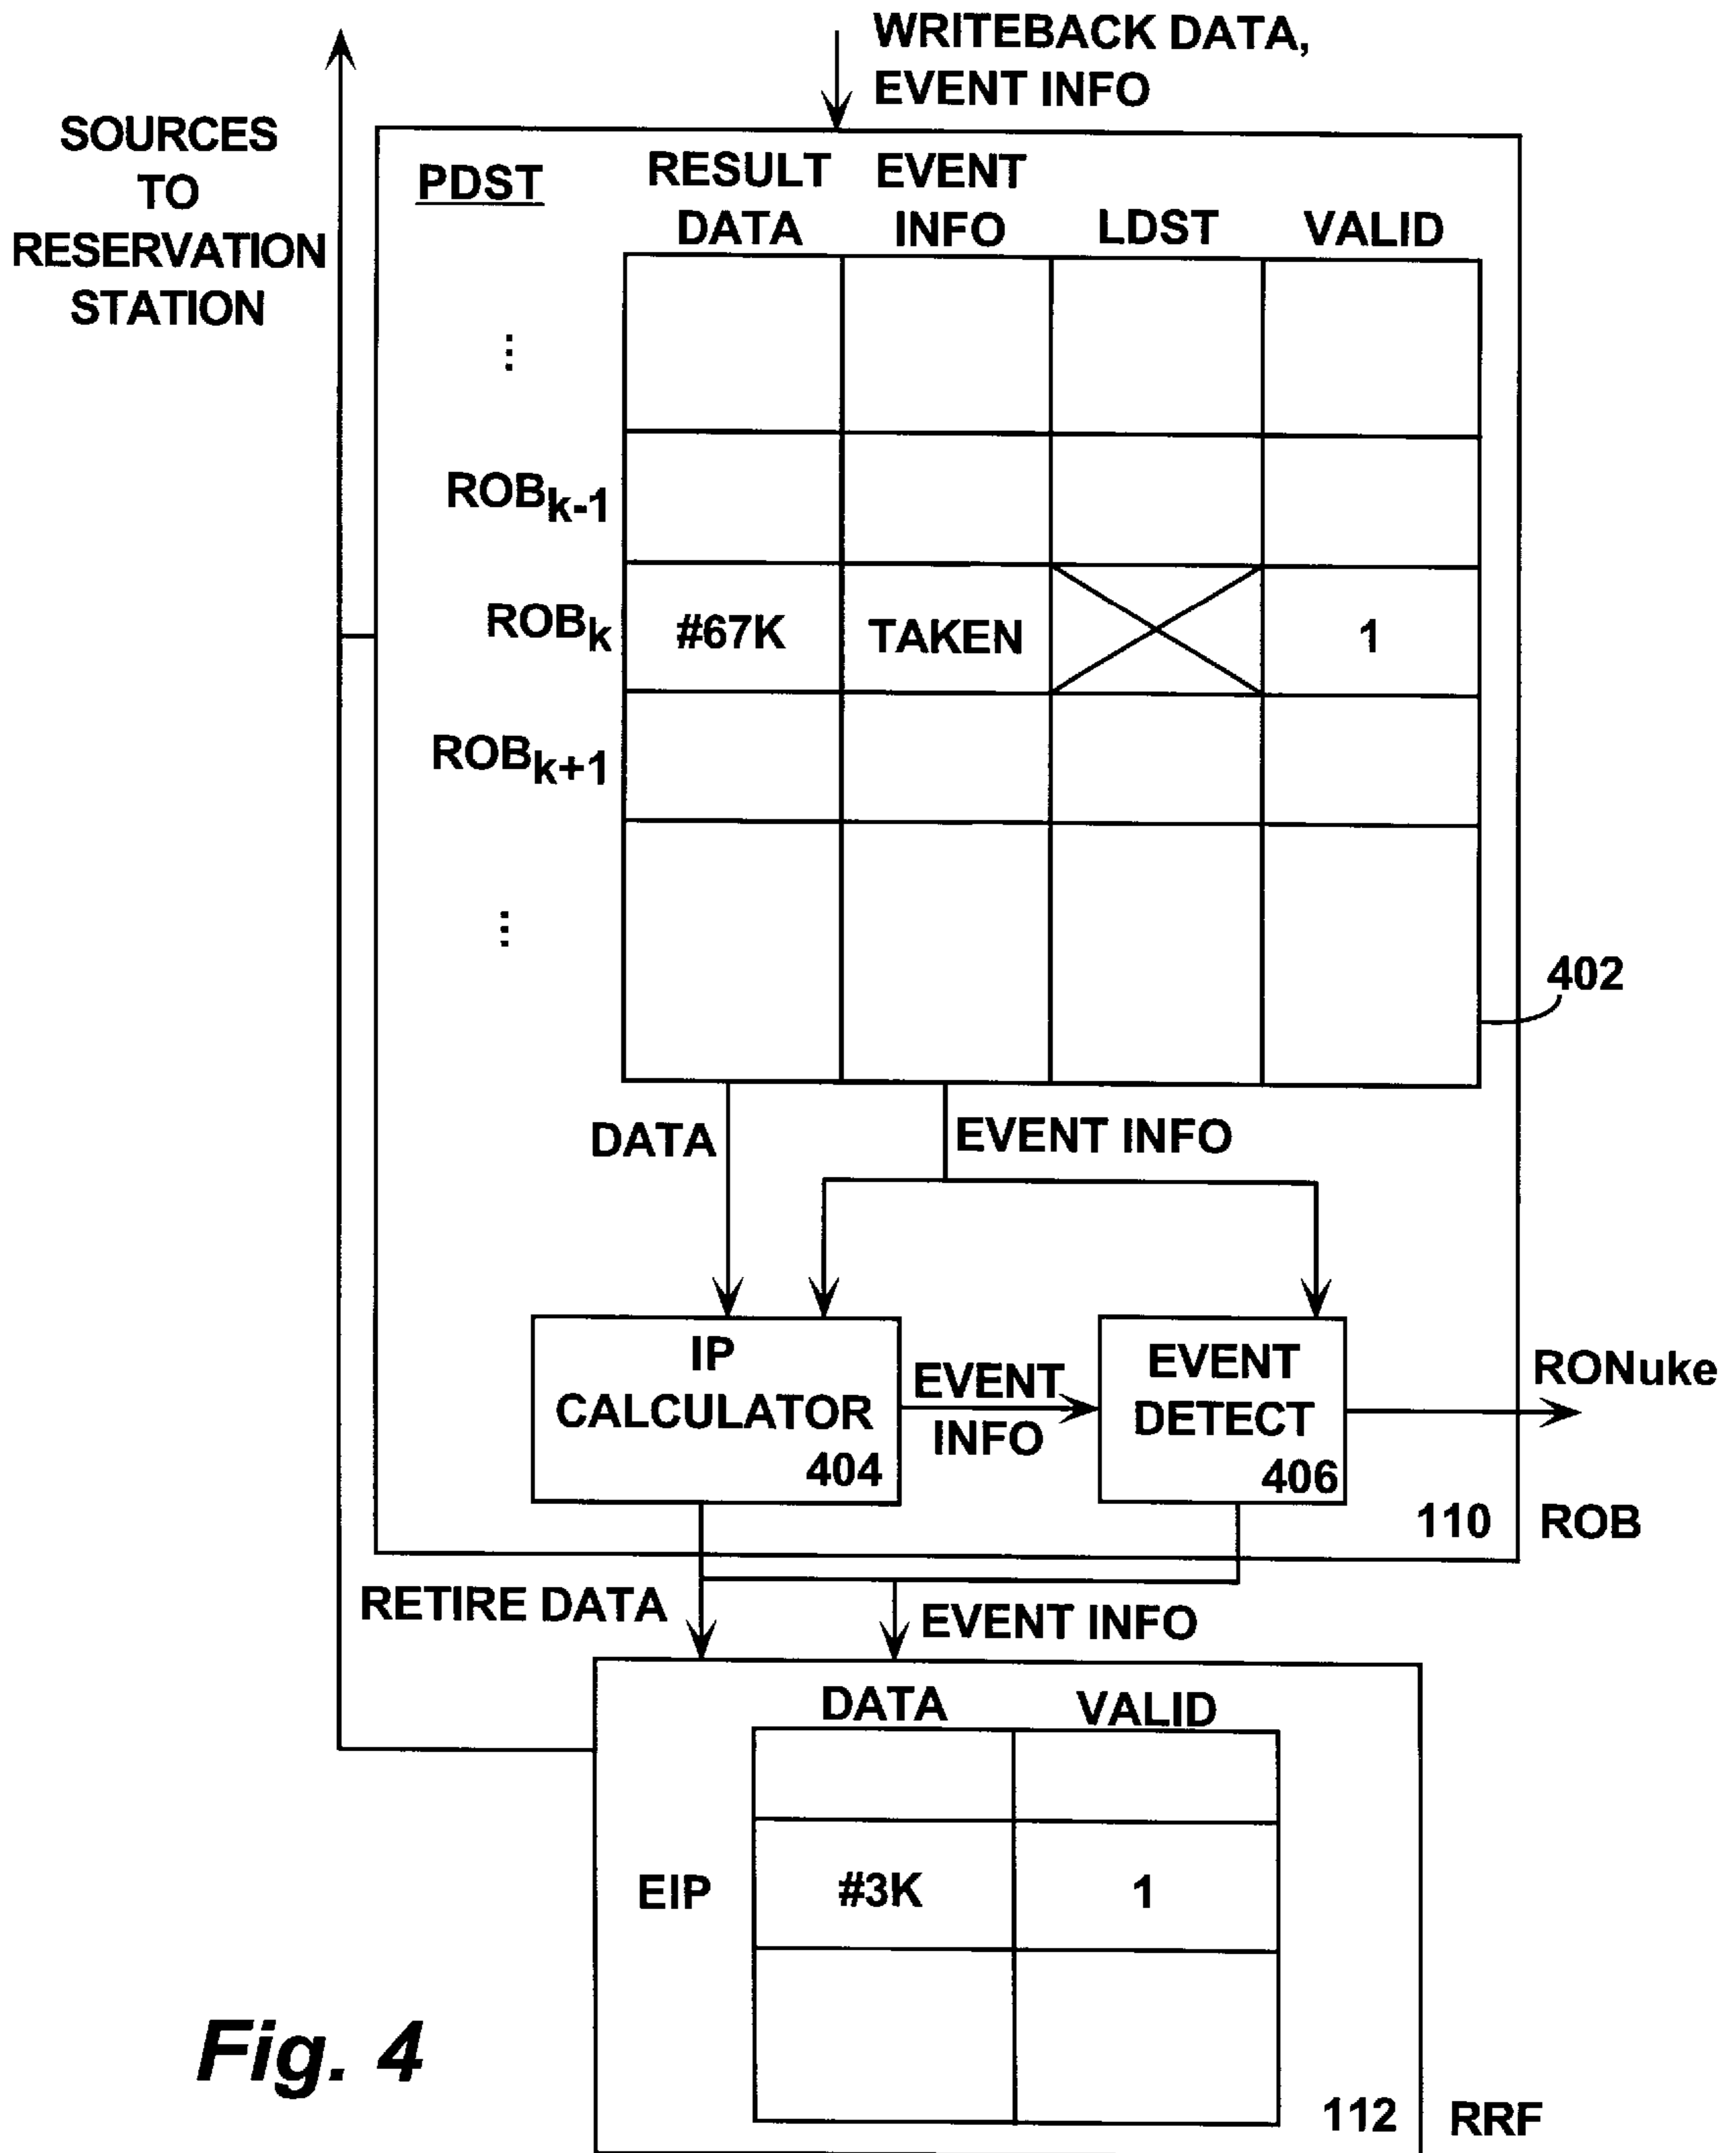 WRITEBACK DATA,
EVENT INFO
SOURCES
TO
RESERVATION
STATION
PDST
RESULT
DATA
EVENT
INFO
LDST
VALID
...
ROBk-1
ROBk
#67K
TAKEN
1
ROBk+1
...
402
DATA
EVENT INFO
IP
CALCULATOR
404
EVENT
INFO
EVENT
DETECT
406
RONuke
110
ROB
RETIRE DATA
EVENT INFO
DATA
VALID
EIP
#3K
1
Fig. 4
112
RRF